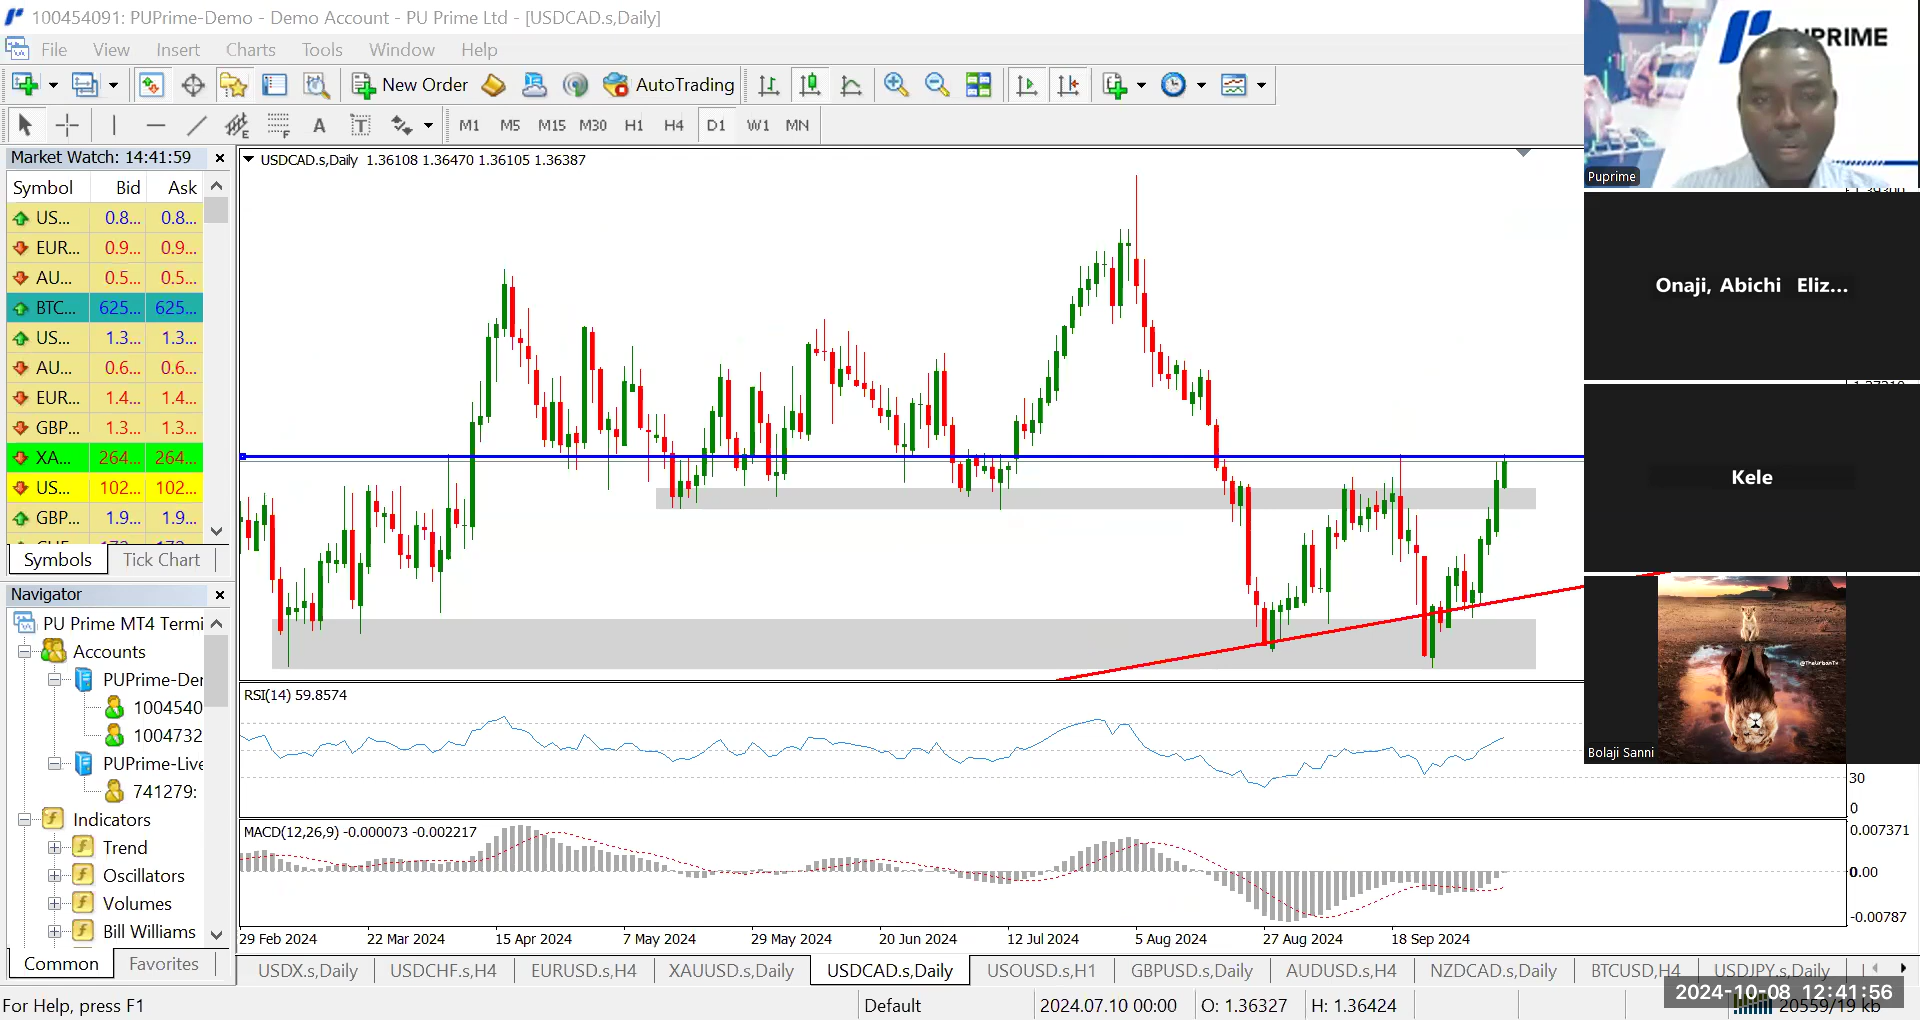 100454091: PUPrime-Demo - Demo Account - PU Prime Ltd - [USDCAD.s,Daily]
File View Insert Charts Tools Window Help
New Order AutoTrading
A T E F
M1 M5 M15 M30 H1 H4 D1 W1 MN
Market Watch: 14:41:59
Symbol Bid Ask
US... 0.8... 0.8...
EUR... 0.9... 0.9...
AU... 0.5... 0.5...
BTC... 625... 625...
US... 1.3... 1.3...
AU... 0.6... 0.6...
EUR... 1.4... 1.4...
GBP... 1.3... 1.3...
XA... 264... 264...
US... 102... 102...
GBP... 1.9... 1.9...
Symbols Tick Chart
Navigator
PU Prime MT4 Termi
Accounts
PUPrime-Der
1004540
1004732
PUPrime-Live
741279:
Indicators
Trend
Oscillators
Volumes
Bill Williams
Common Favorites
USDCAD.s,Daily 1.36108 1.36470 1.36105 1.36387
RSI(14) 59.8574
30
0
MACD(12,26,9) -0.000073 -0.002217
0.007371
0.00
-0.00787
29 Feb 2024 22 Mar 2024 15 Apr 2024 7 May 2024 29 May 2024 20 Jun 2024 12 Jul 2024 5 Aug 2024 27 Aug 2024 18 Sep 2024
USDX.s,Daily USDCHF.s,H4 EURUSD.s,H4 XAUUSD.s,Daily USDCAD.s,Daily USOUSD.s,H1 GBPUSD.s,Daily AUDUSD.s,H4 NZDCAD.s,Daily BTCUSD,H4 USDJPY.s,Daily
For Help, press F1 Default 2024.07.10 00:00 O: 1.36327 H: 1.36424
2024-10-08 12:41:56
20559/19 kb
PUPRIME
Puprime
Onaji, Abichi Eliz...
Kele
@TheUrbanTv
Bolaji Sanni